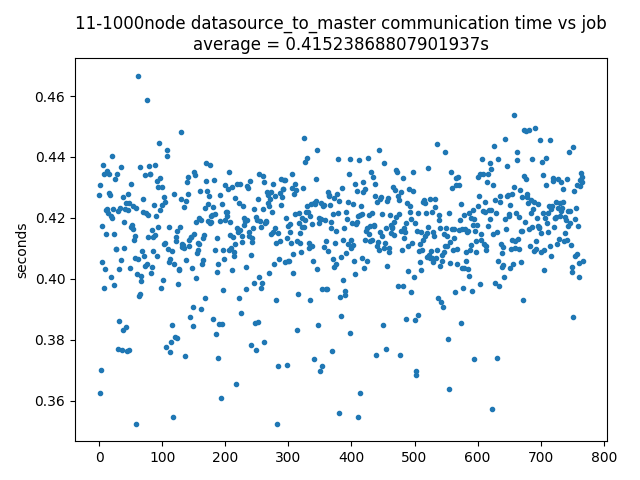 11-1000node datasource_to_master communication time vs job
average = 0.41523868807901937s
seconds
0.46
0.44
0.42
0.40
0.38
0.36
0 100 200 300 400 500 600 700 800